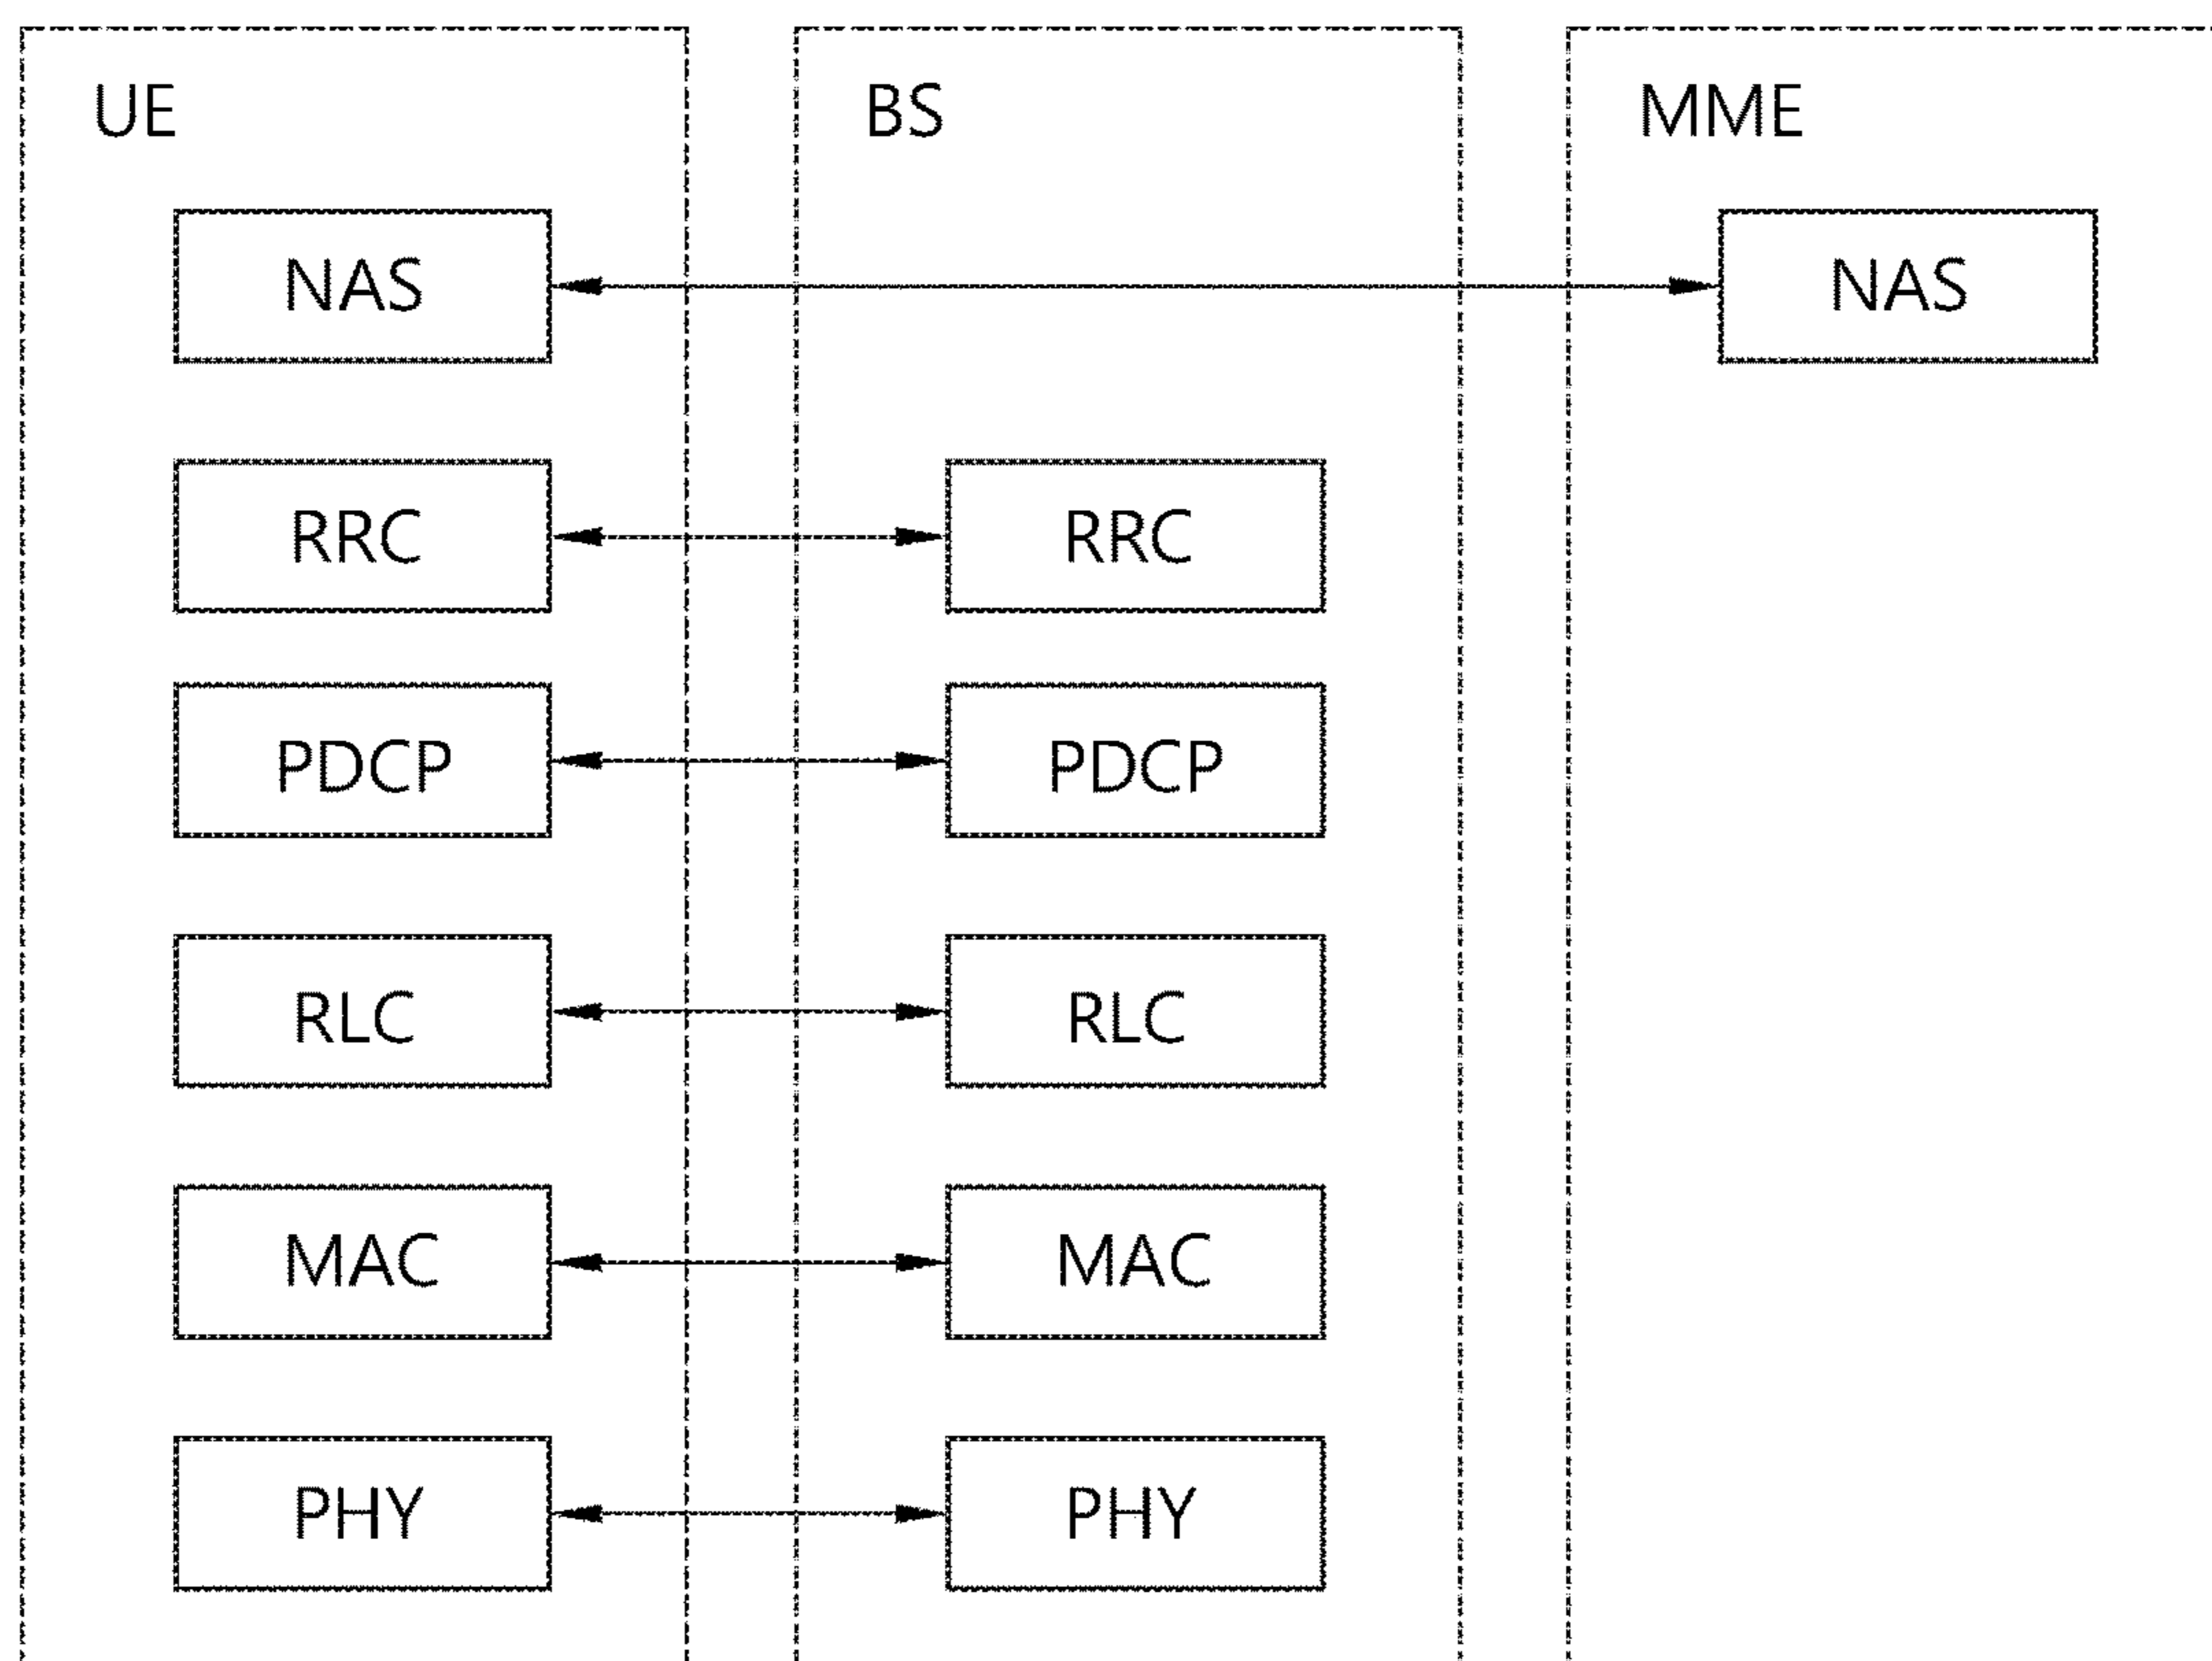 UE BS MME
NAS NAS
RRC RRC
PDCP PDCP
RLC RLC
MAC MAC
PHY PHY